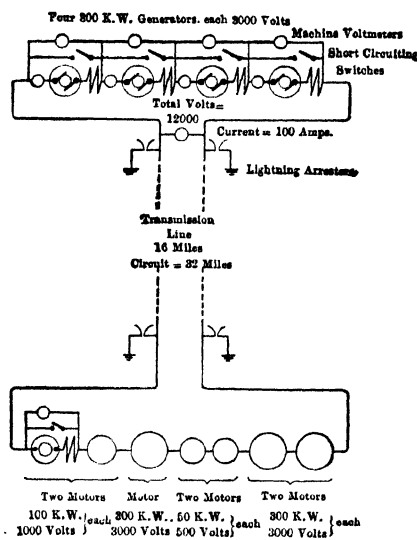 Four 300 K.W. Generators. each 3000 Volts
Machine Voltmeters
Short Circuiting
Switches
Total Volts=
12000
Current = 100 Amps.
Lightning Arresters
Transmission
Line
16 Miles
Circuit = 32 Miles
Two Motors Motor Two Motors Two Motors
100 K.W. 300 K.W. 50 K.W. 300 K.W.
each each each
1000 Volts 3000 Volts 500 Volts 3000 Volts